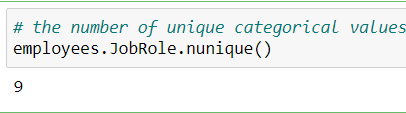 # the number of unique categorical values
employees.JobRole.nunique()
9